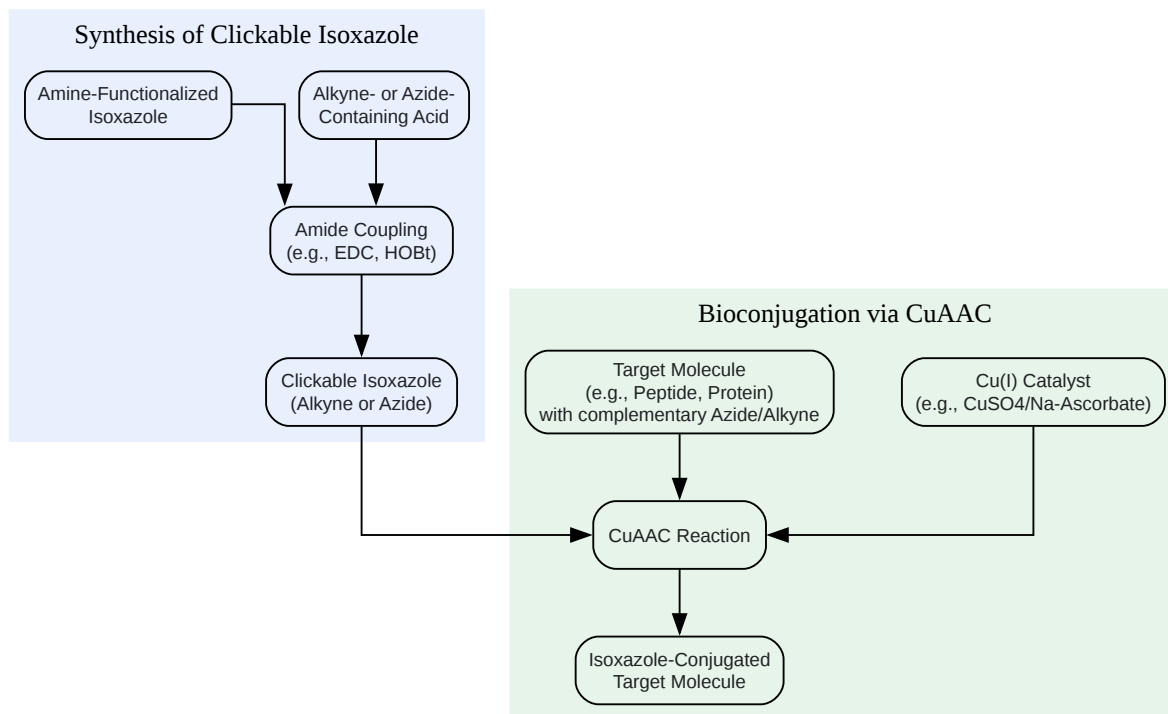 Synthesis of Clickable Isoxazole
Amine-Functionalized
Isoxazole
Alkyne- or Azide-
Containing Acid
Amide Coupling
(e.g., EDC, HOBt)
Clickable Isoxazole
(Alkyne or Azide)
Bioconjugation via CuAAC
Target Molecule
(e.g., Peptide, Protein)
with complementary Azide/Alkyne
Cu(I) Catalyst
(e.g., CuSO4/Na-Ascorbate)
CuAAC Reaction
Isoxazole-Conjugated
Target Molecule